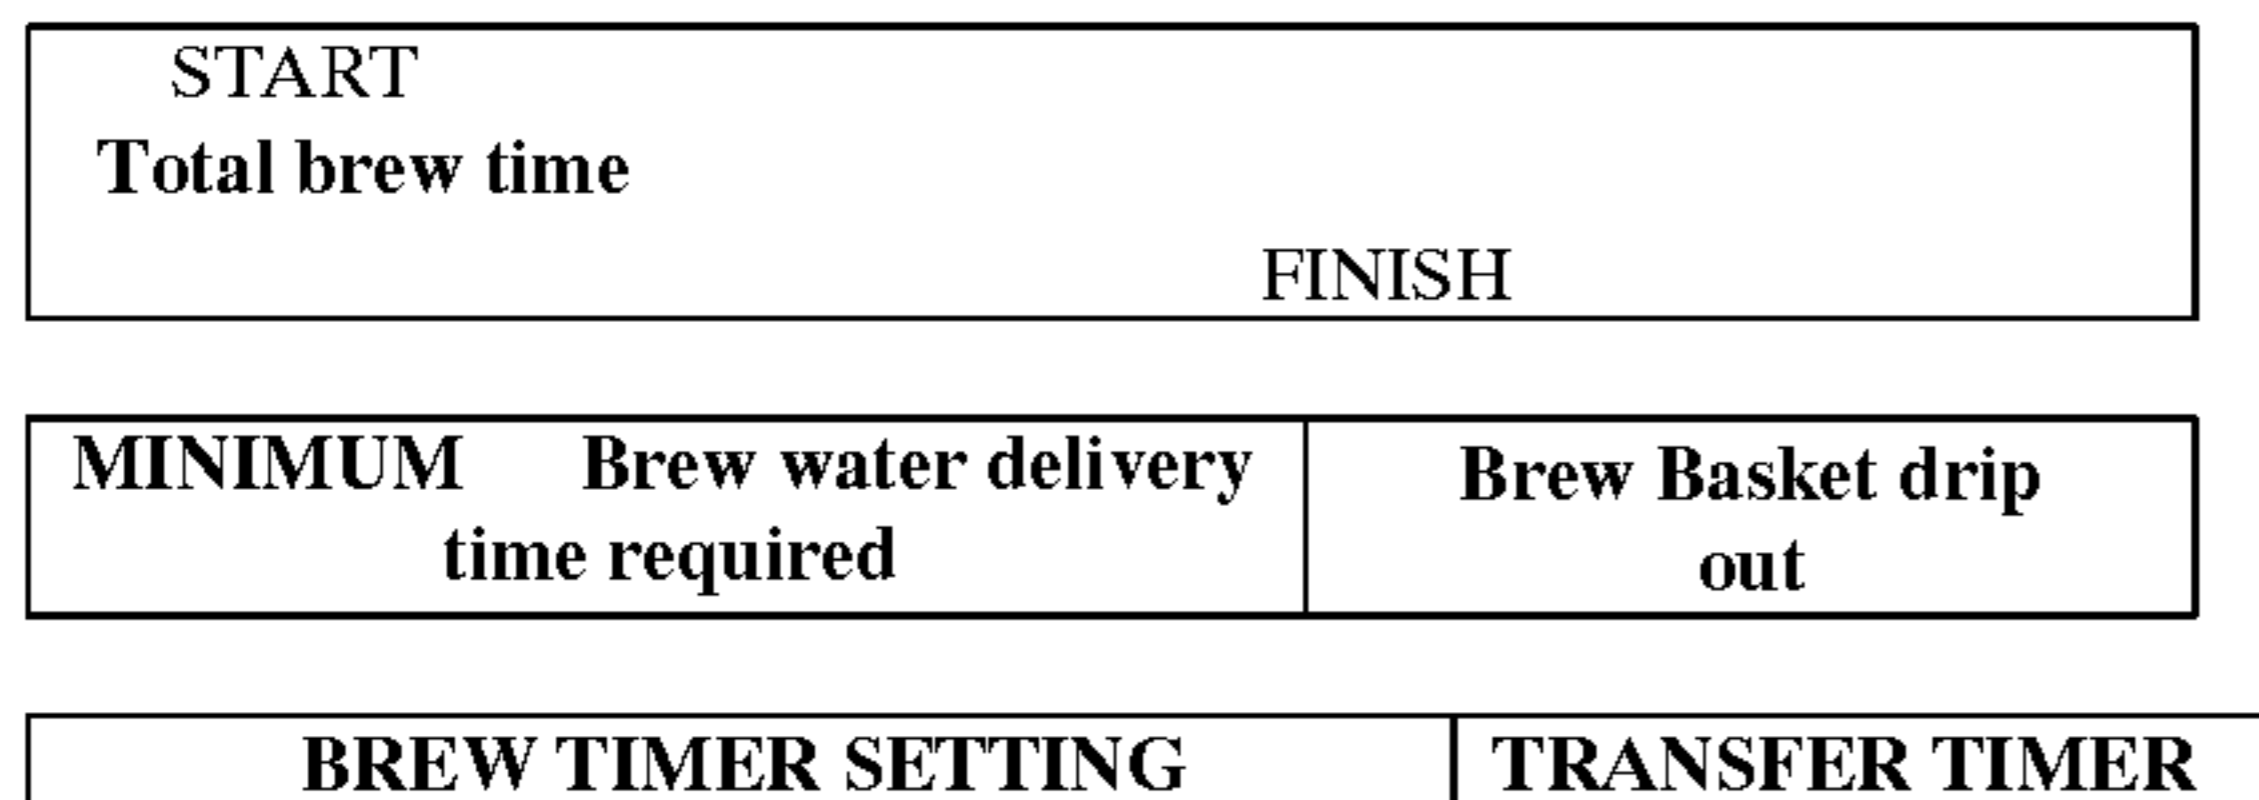 START
Total brew time
FINISH
MINIMUM Brew water delivery
time required
Brew Basket drip
out
BREW TIMER SETTING
TRANSFER TIMER